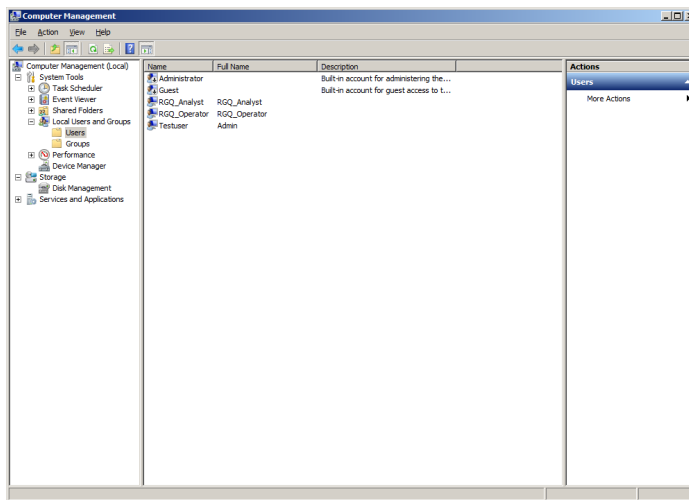 Computer Management
File Action View Help
Computer Management (Local)
System Tools
Task Scheduler
Event Viewer
Shared Folders
Local Users and Groups
Users
Groups
Performance
Device Manager
Storage
Disk Management
Services and Applications
Name Full Name Description
Administrator Built-in account for administering the...
Guest Built-in account for guest access to t...
RGQ_Analyst RGQ_Analyst
RGQ_Operator RGQ_Operator
Testuser Admin
Actions
Users
More Actions